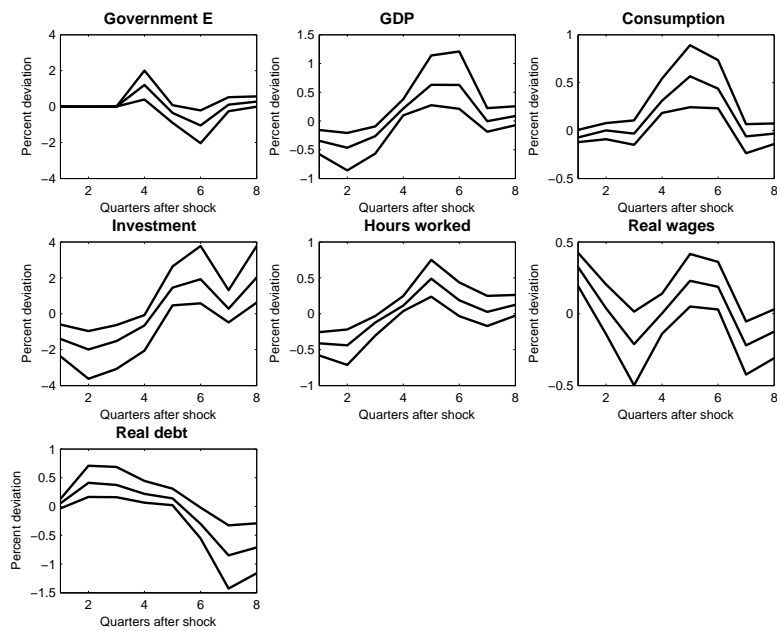 Government E
4
2
0
−2
−4
Percent deviation
2 4 6 8
Quarters after shock
GDP
1.5
1
0.5
0
−0.5
−1
Percent deviation
2 4 6 8
Quarters after shock
Consumption
1
0.5
0
−0.5
Percent deviation
2 4 6 8
Quarters after shock
Investment
4
2
0
−2
−4
Percent deviation
2 4 6 8
Quarters after shock
Hours worked
1
0.5
0
−0.5
−1
Percent deviation
2 4 6 8
Quarters after shock
Real wages
0.5
0
−0.5
Percent deviation
2 4 6 8
Quarters after shock
Real debt
1
0.5
0
−0.5
−1
−1.5
Percent deviation
2 4 6 8
Quarters after shock